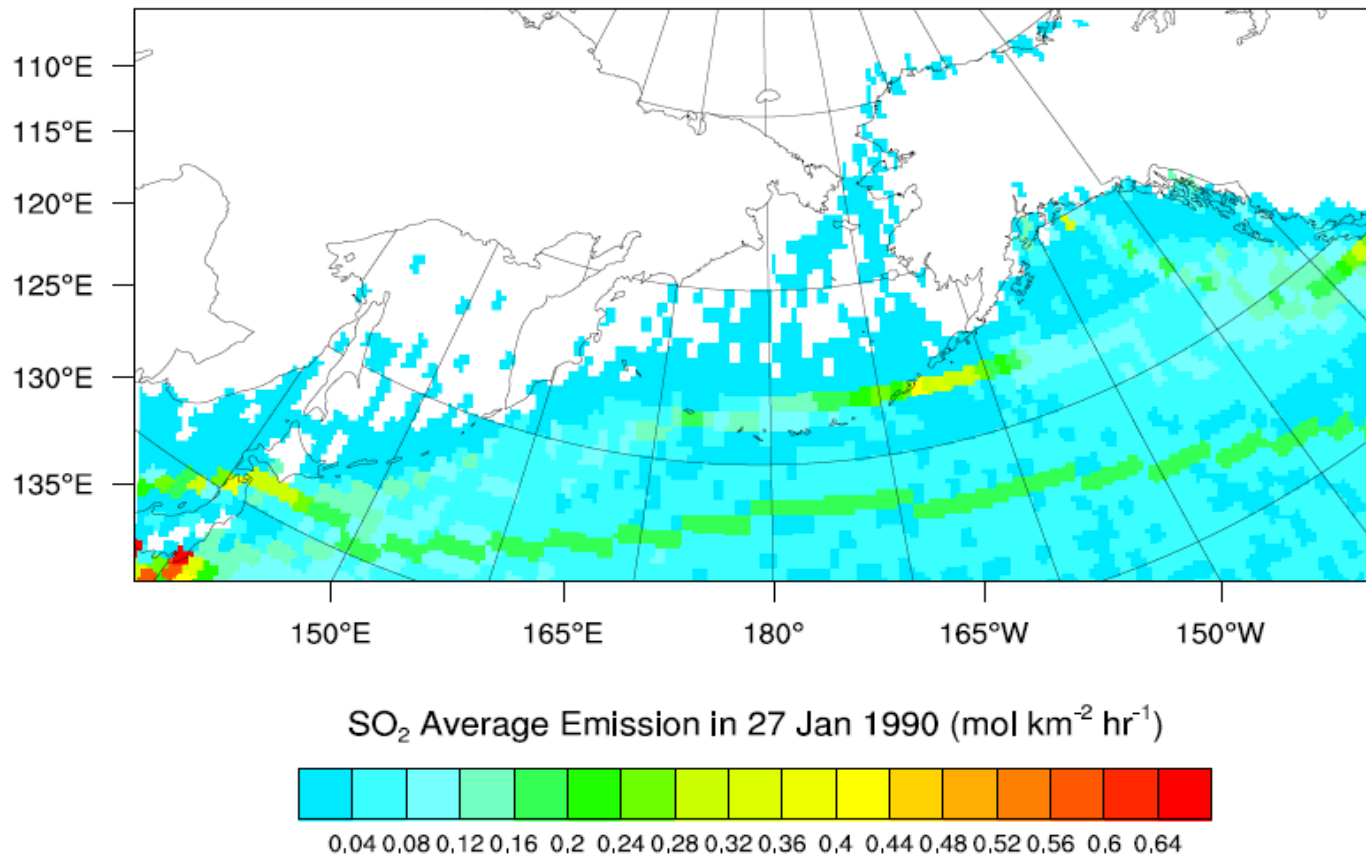 110°E
115°E
120°E
125°E
130°E
135°E
150°E 165°E 180° 165°W 150°W
SO₂ Average Emission in 27 Jan 1990 (mol km⁻² hr⁻¹)
0,04 0,08 0,12 0,16 0,2 0,24 0,28 0,32 0,36 0,4 0,44 0,48 0,52 0,56 0,6 0,64